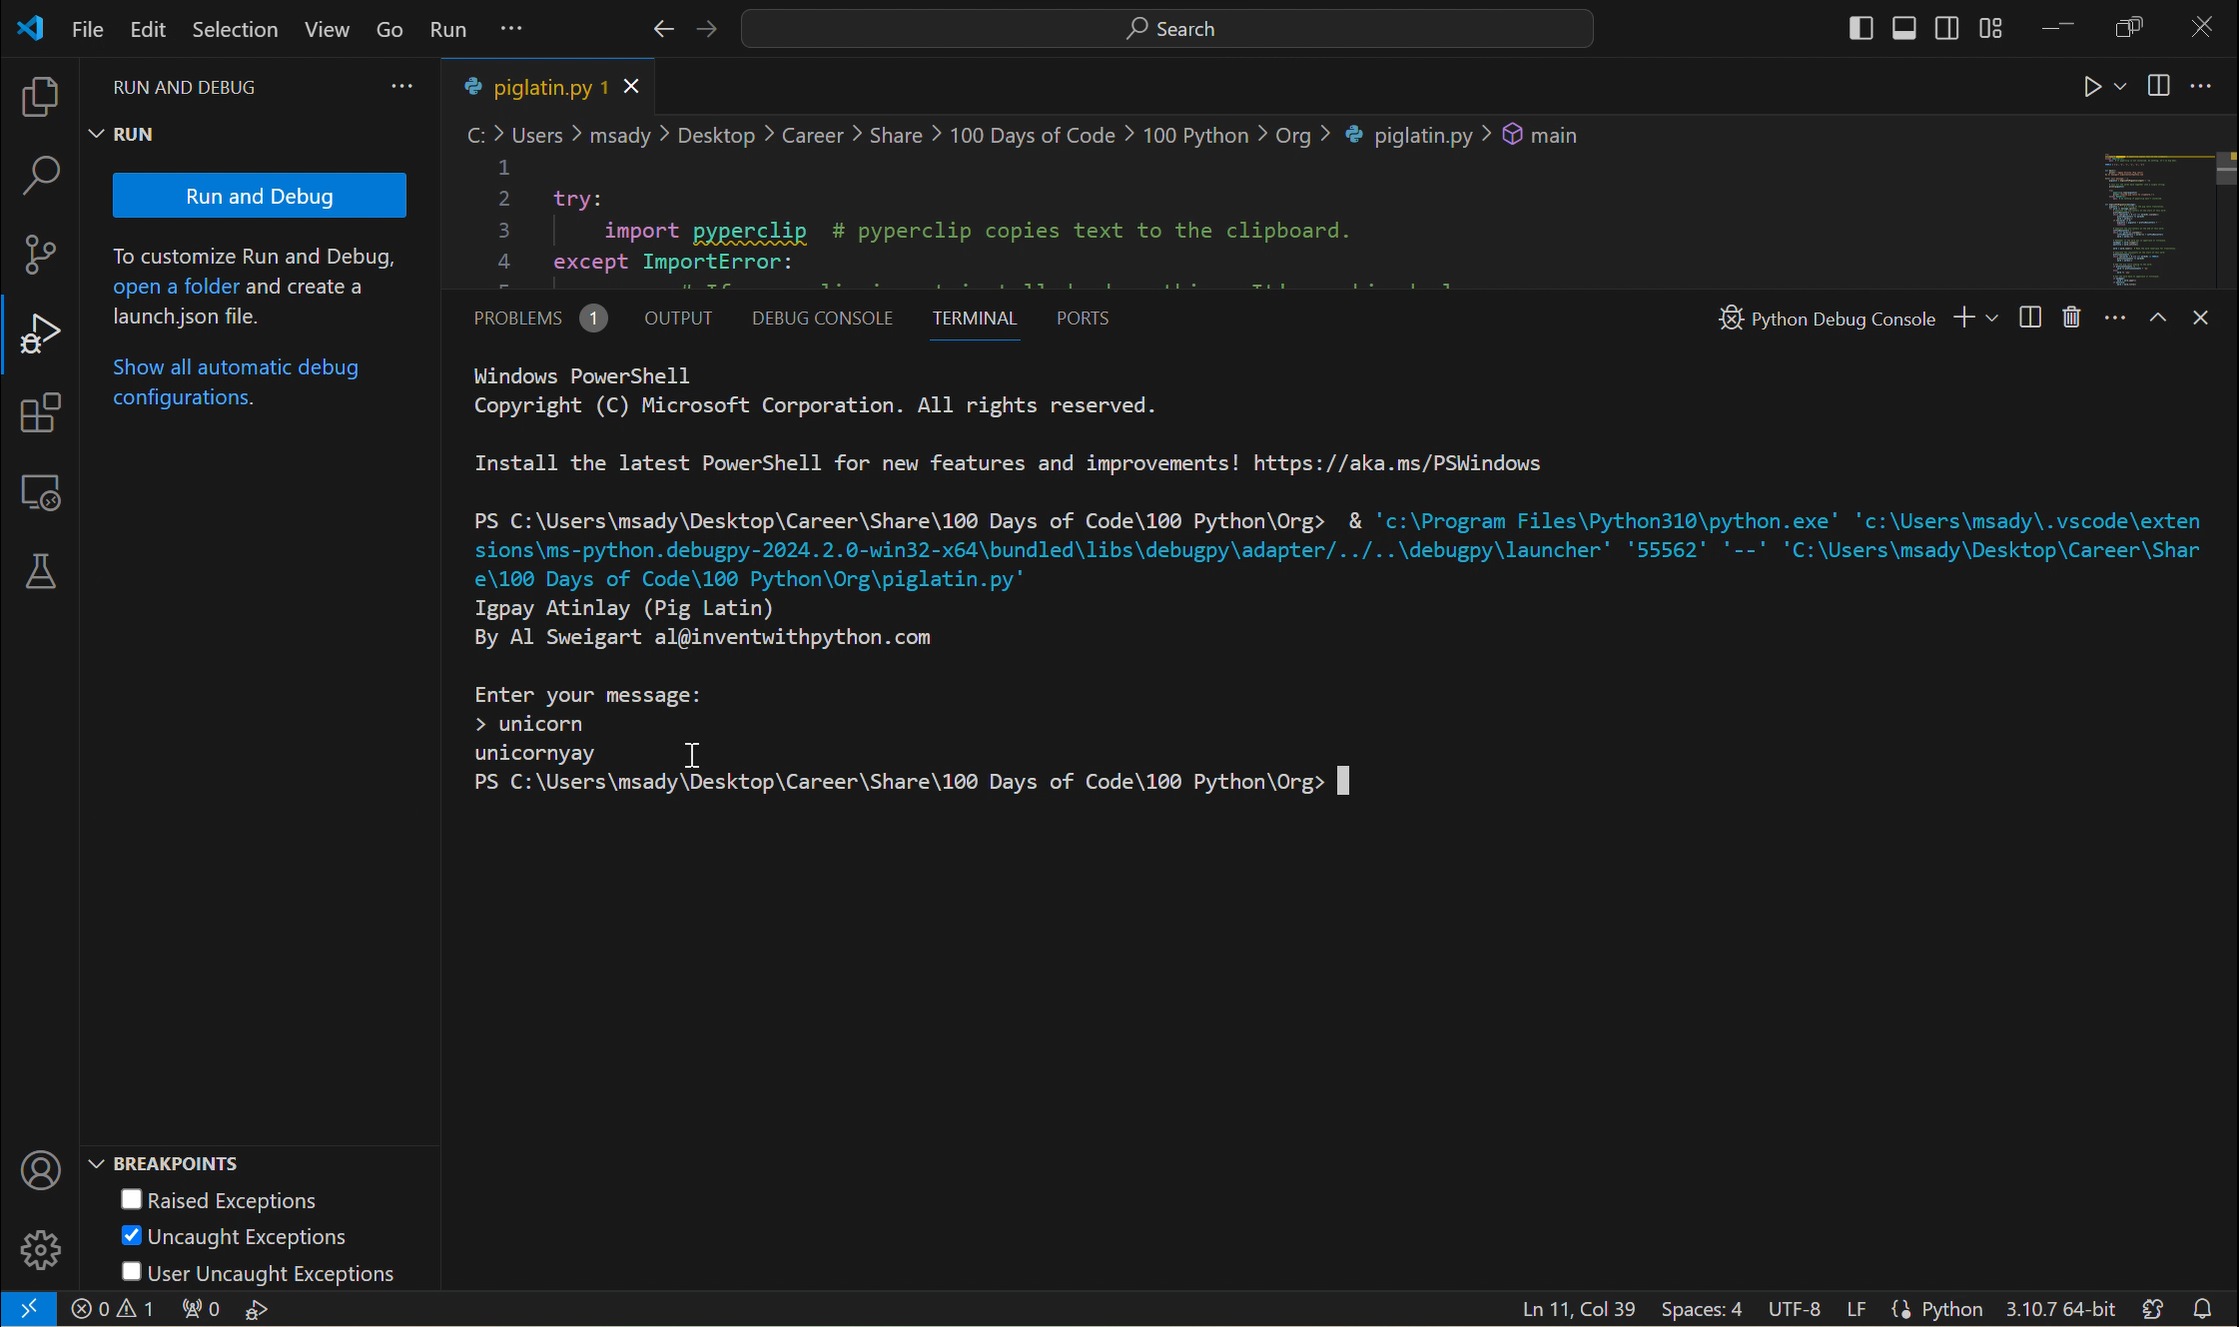 File Edit Selection View Go Run ··· Search
RUN AND DEBUG ···
piglatin.py 1
RUN
C: > Users > msady > Desktop > Career > Share > 100 Days of Code > 100 Python > Org > piglatin.py > main
Run and Debug
To customize Run and Debug,
open a folder and create a
launch.json file.
Show all automatic debug
configurations.
1
2 try:
3 import pyperclip # pyperclip copies text to the clipboard.
4 except ImportError:
PROBLEMS 1 OUTPUT DEBUG CONSOLE TERMINAL PORTS Python Debug Console
Windows PowerShell
Copyright (C) Microsoft Corporation. All rights reserved.
Install the latest PowerShell for new features and improvements! https://aka.ms/PSWindows
PS C:\Users\msady\Desktop\Career\Share\100 Days of Code\100 Python\Org> & 'c:\Program Files\Python310\python.exe' 'c:\Users\msady\.vscode\exten
sions\ms-python.debugpy-2024.2.0-win32-x64\bundled\libs\debugpy\adapter/../..\debugpy\launcher' '55562' '--' 'C:\Users\msady\Desktop\Career\Shar
e\100 Days of Code\100 Python\Org\piglatin.py'
Igpay Atinlay (Pig Latin)
By Al Sweigart al@inventwithpython.com
Enter your message:
> unicorn
unicornyay
PS C:\Users\msady\Desktop\Career\Share\100 Days of Code\100 Python\Org>
BREAKPOINTS
Raised Exceptions
Uncaught Exceptions
User Uncaught Exceptions
0 1 0 Ln 11, Col 39 Spaces: 4 UTF-8 LF Python 3.10.7 64-bit